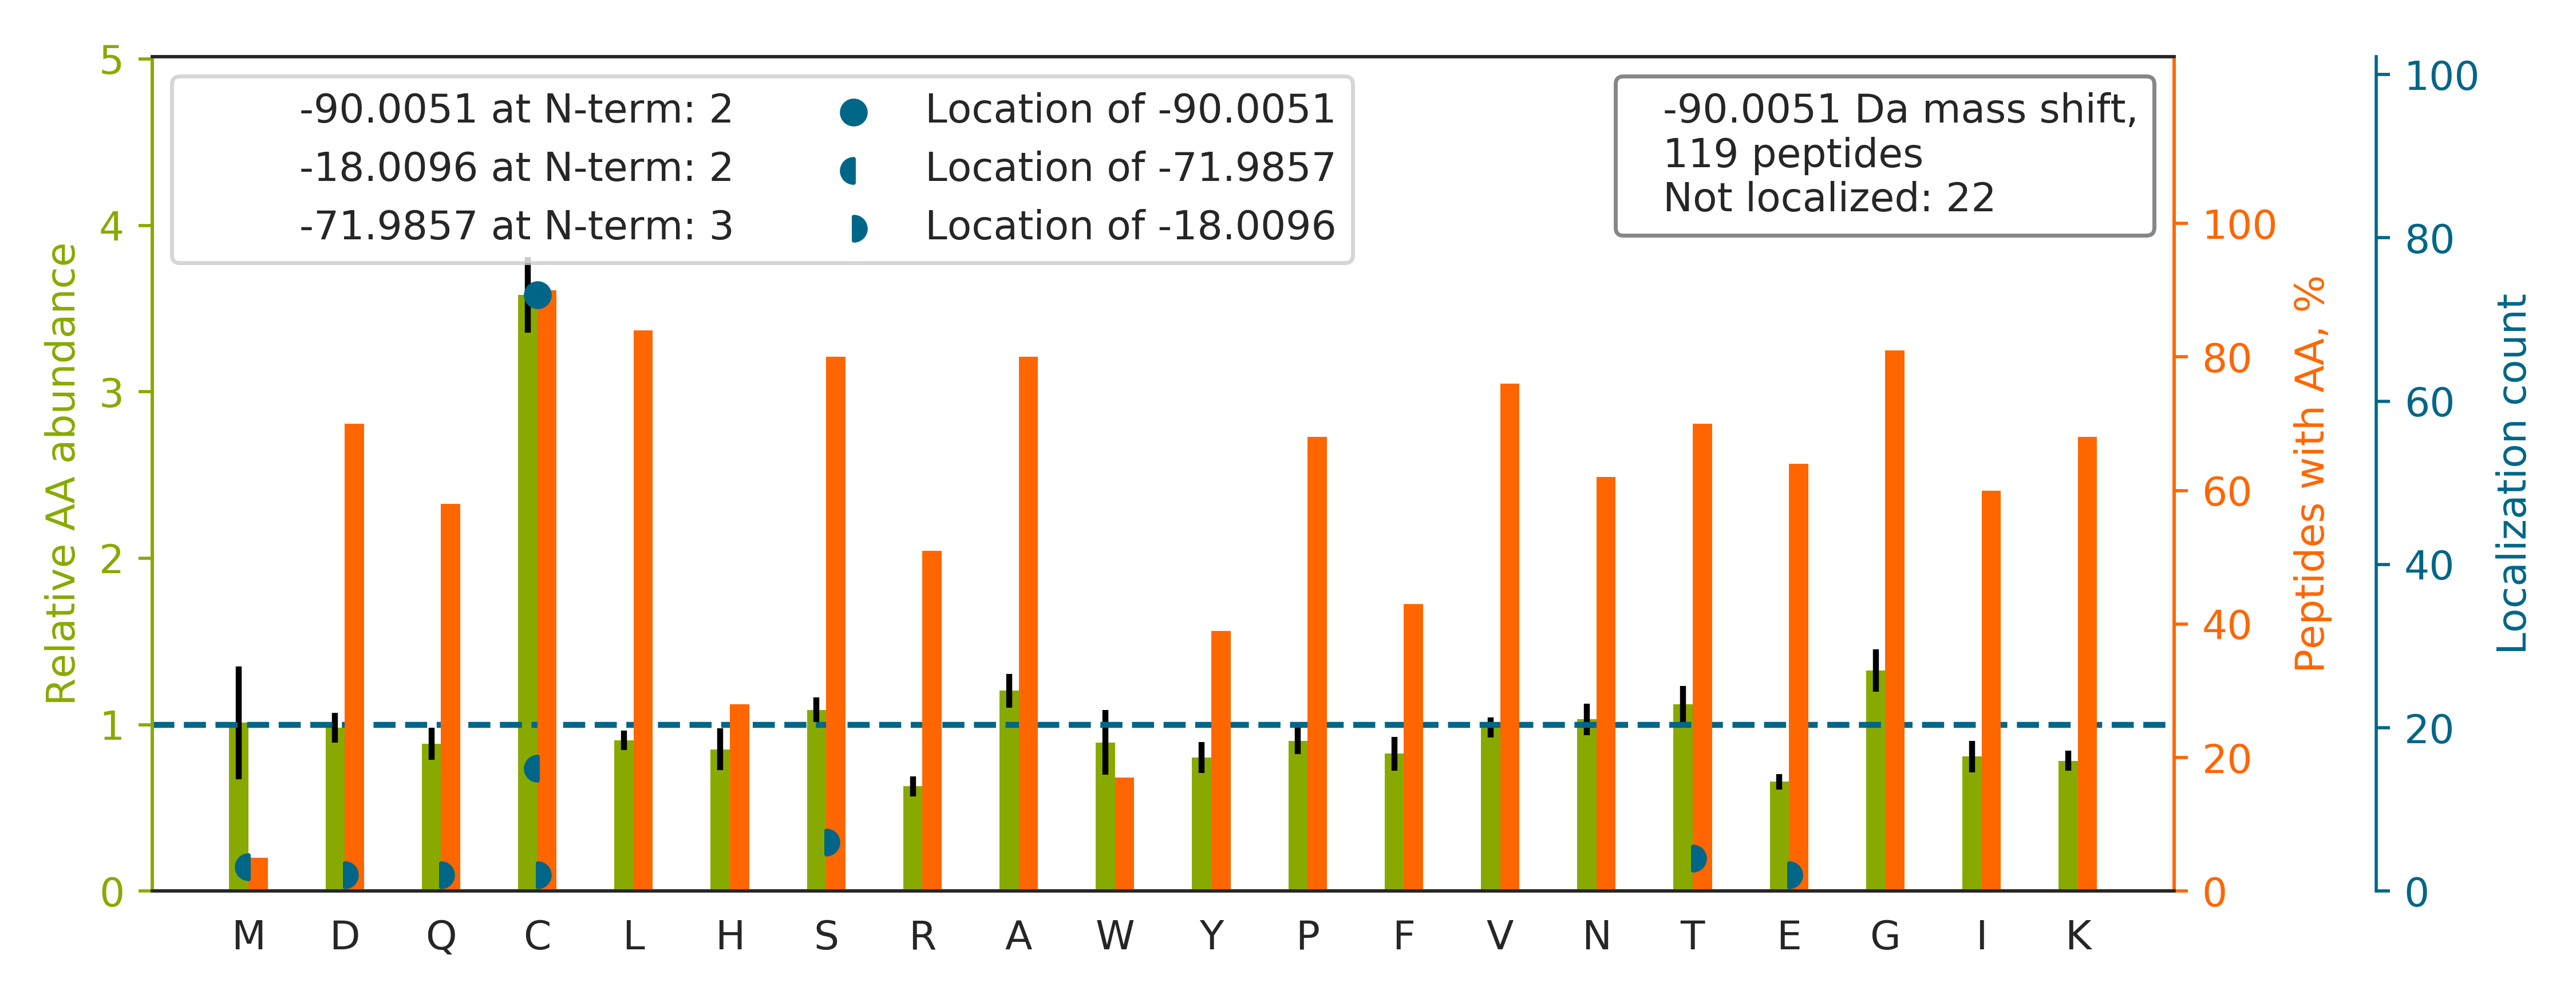 -90.0051 at N-term: 2
-18.0096 at N-term: 2
-71.9857 at N-term: 3
Location of -90.0051
Location of -71.9857
Location of -18.0096
-90.0051 Da mass shift,
119 peptides
Not localized: 22
Relative AA abundance
5
4
3
2
1
0
M D Q C L H S R A W Y P F V N T E G I K
100
80
60
40
20
0
Peptides with AA, %
100
80
60
40
20
0
Localization count